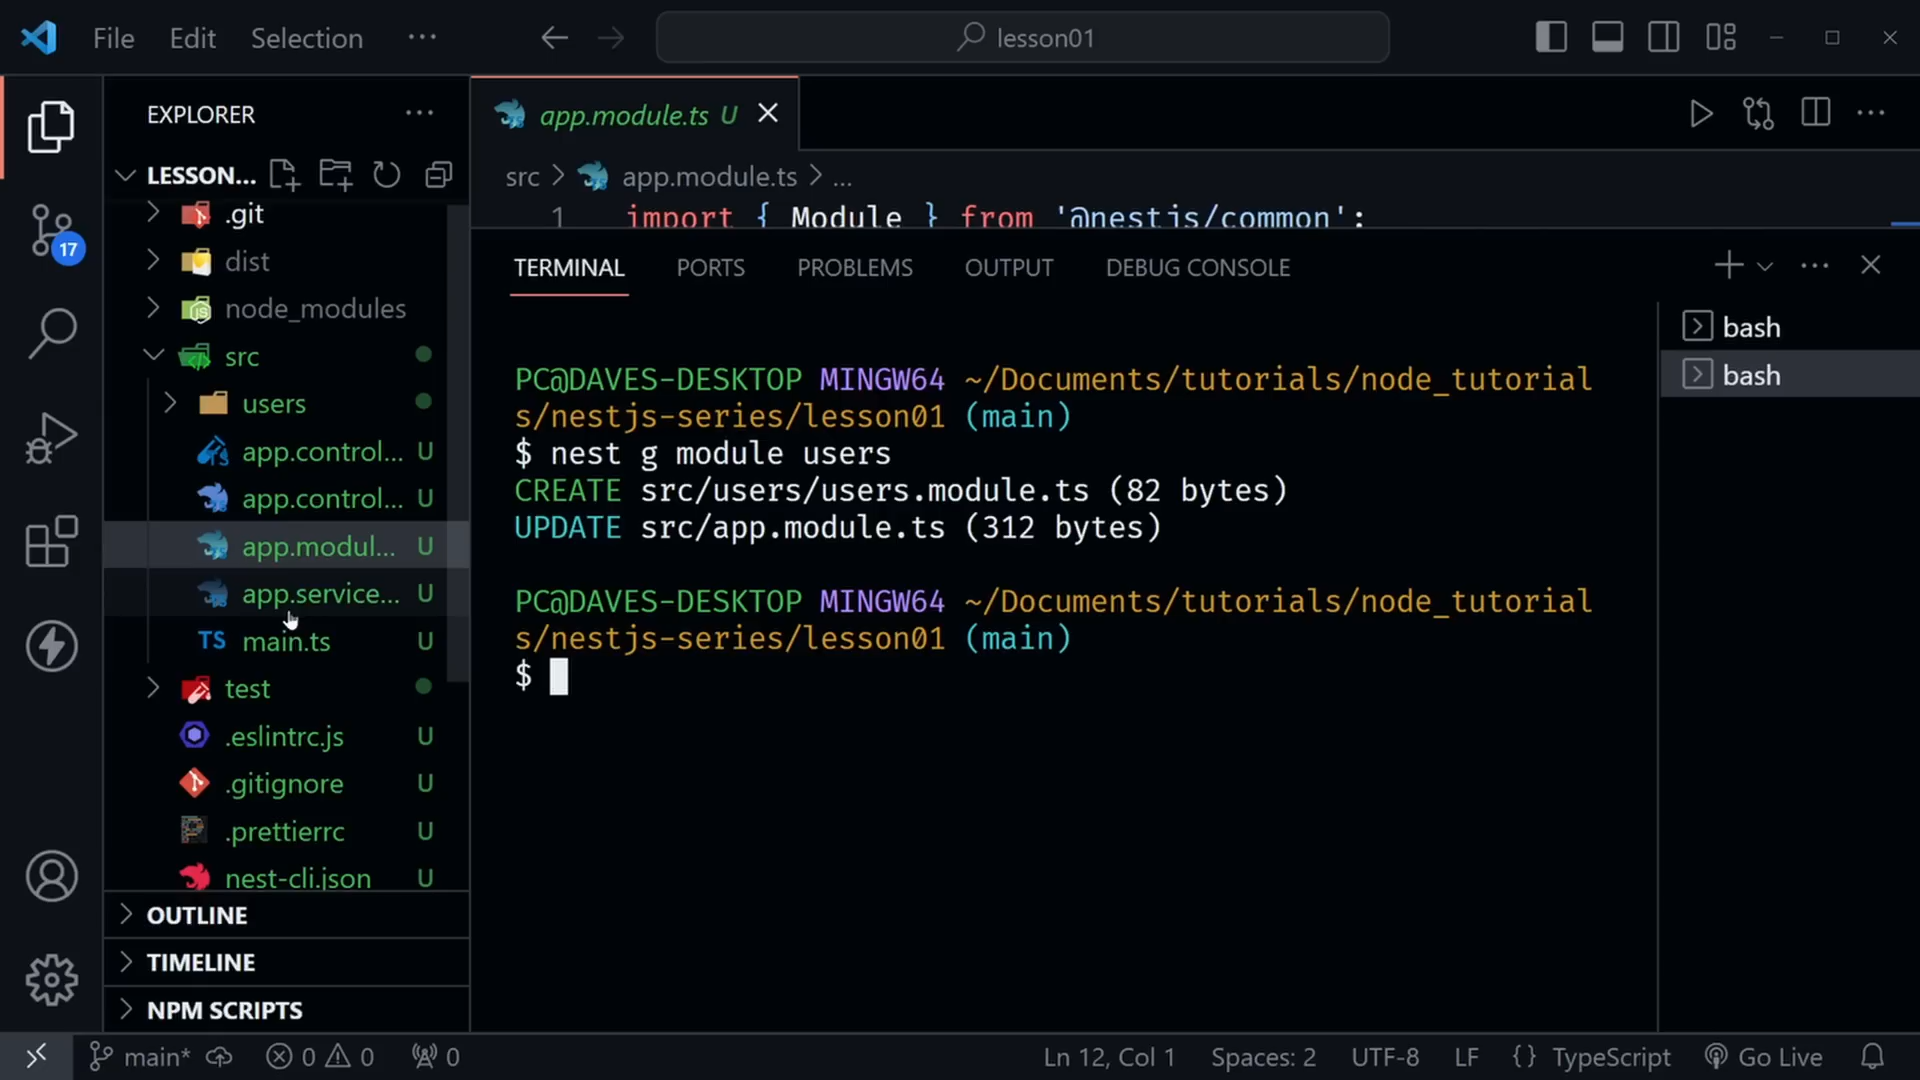 File Edit Selection ··· lesson01
EXPLORER ···
LESSON...
.git
dist
node_modules
src
users
app.control... U
app.control... U
app.modul... U
app.service... U
TS main.ts U
test
.eslintrc.js U
.gitignore U
.prettierrc U
nest-cli.json U
OUTLINE
TIMELINE
NPM SCRIPTS
17
app.module.ts U
src > app.module.ts > ...
1 import { Module } from '@nestjs/common';
TERMINAL PORTS PROBLEMS OUTPUT DEBUG CONSOLE
PC@DAVES-DESKTOP MINGW64 ~/Documents/tutorials/node_tutorial
s/nestjs-series/lesson01 (main)
$ nest g module users
CREATE src/users/users.module.ts (82 bytes)
UPDATE src/app.module.ts (312 bytes)
PC@DAVES-DESKTOP MINGW64 ~/Documents/tutorials/node_tutorial
s/nestjs-series/lesson01 (main)
$
bash
bash
main* 0 0 0 Ln 12, Col 1 Spaces: 2 UTF-8 LF {} TypeScript Go Live